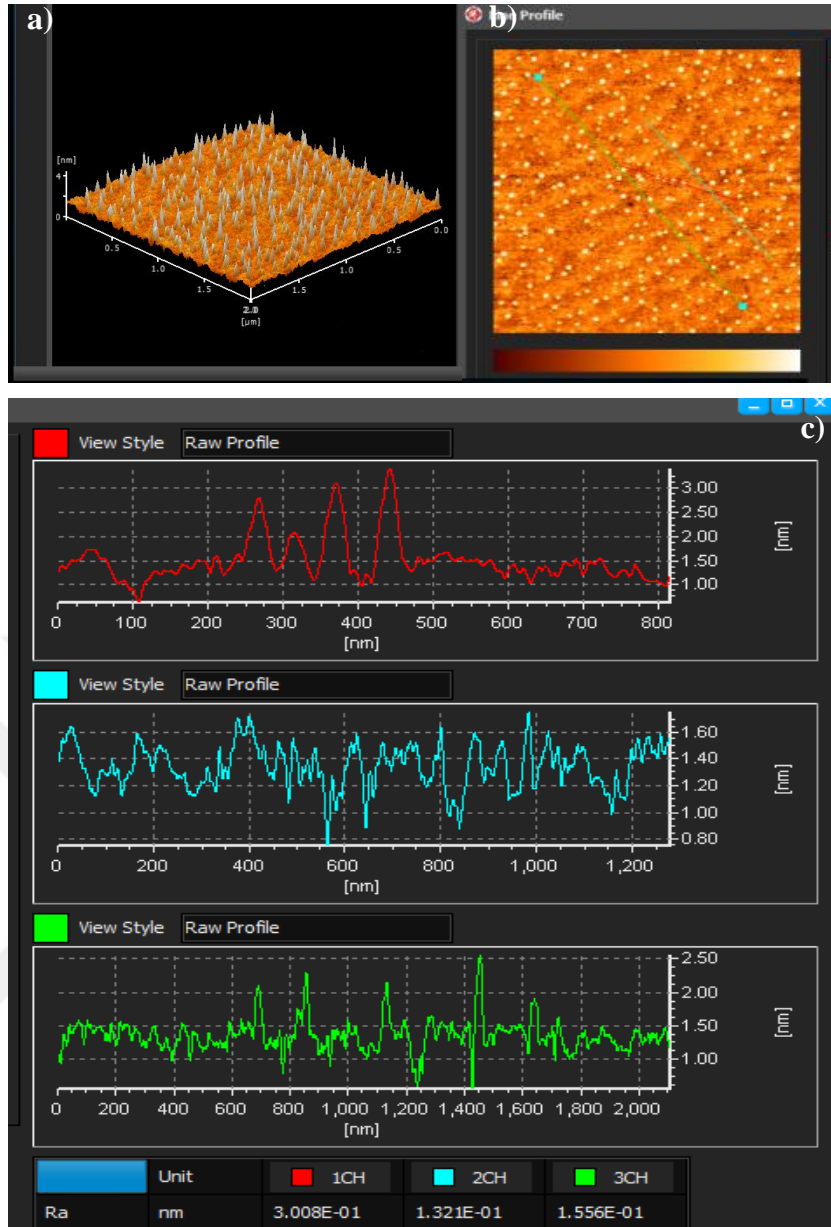 a)
b)
Profile
[nm]
4
0
0.5
1.0
1.5
2.0
[µm]
1.5
1.0
0.5
0.0
c)
View Style Raw Profile
3.00
2.50
2.00
1.50
1.00
[nm]
0 100 200 300 400 500 600 700 800
[nm]
View Style Raw Profile
1.60
1.40
1.20
1.00
0.80
[nm]
0 200 400 600 800 1,000 1,200
[nm]
View Style Raw Profile
2.50
2.00
1.50
1.00
[nm]
0 200 400 600 800 1,000 1,200 1,400 1,600 1,800 2,000
[nm]
Unit 1CH 2CH 3CH
Ra nm 3.008E-01 1.321E-01 1.556E-01